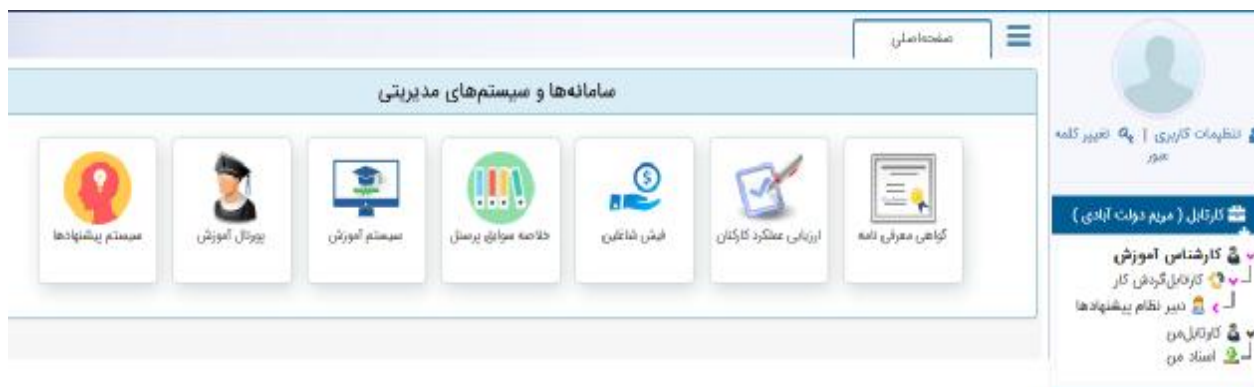 صفحه‌اصلی
سامانه‌ها و سیستم‌های مدیریتی
گواهی معرفی نامه
ارزیابی عملکرد کارکنان
فیش شاغلین
خلاصه سوابق پرسنل
سیستم آموزش
پورتال آموزش
سیستم پیشنهادها
تنظیمات کاربری | تغییر کلمه
عبور
کارتابل ( مریم دولت آبادی )
کارشناس آموزش
کارتابل‌گردش کار
دبیر نظام پیشنهادها
کارتابل‌من
اسناد من